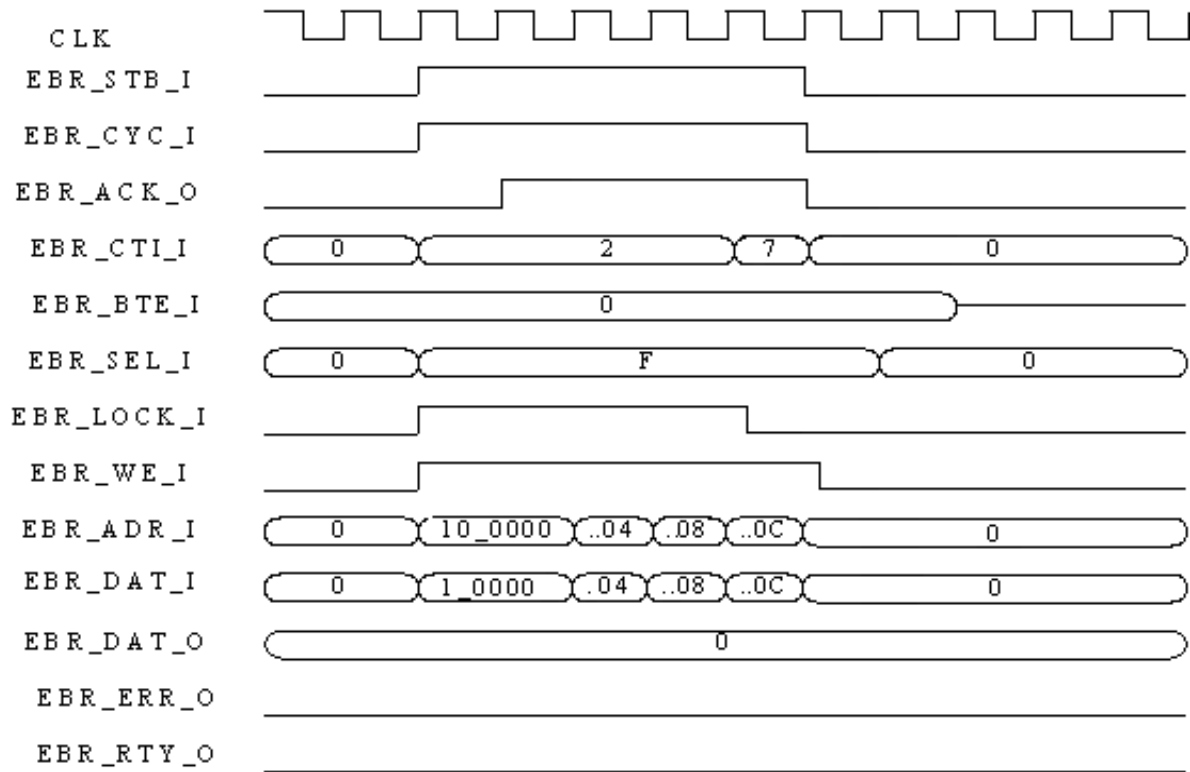 CLK
EBR_STB_I
EBR_CYC_I
EBR_ACK_O
EBR_CTI_I 0 2 7 0
EBR_BTE_I 0
EBR_SEL_I 0 F 0
EBR_LOCK_I
EBR_WE_I
EBR_ADR_I 0 10_0000 ..04 ..08 ..0C 0
EBR_DAT_I 0 1_0000 .04 ..08 ..0C 0
EBR_DAT_O 0
EBR_ERR_O
EBR_RTY_O